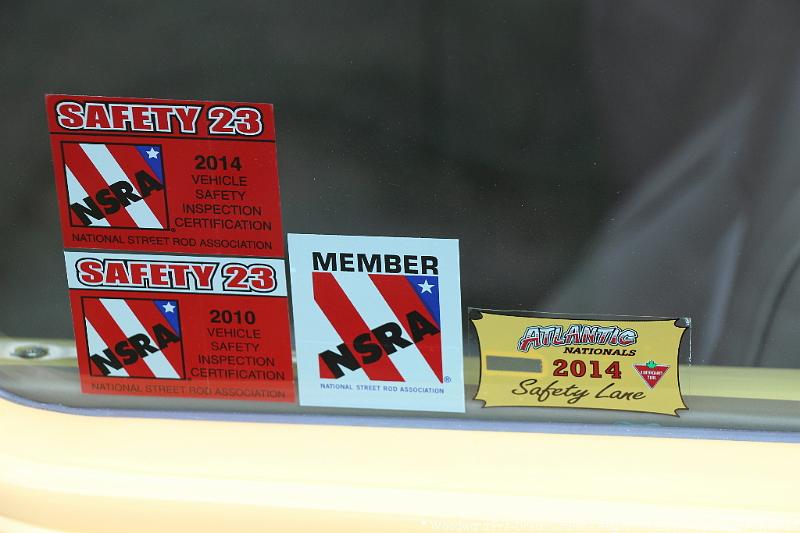 SAFETY 23
NSRA
2014
VEHICLE
SAFETY
INSPECTION
CERTIFICATION
NATIONAL STREET ROD ASSOCIATION
SAFETY 23
NSRA
2010
VEHICLE
SAFETY
INSPECTION
CERTIFICATION
NATIONAL STREET ROD ASSOCIATION
MEMBER
NSRA
NATIONAL STREET ROD ASSOCIATION
®
ATLANTIC
NATIONALS
2014
Safety Lane